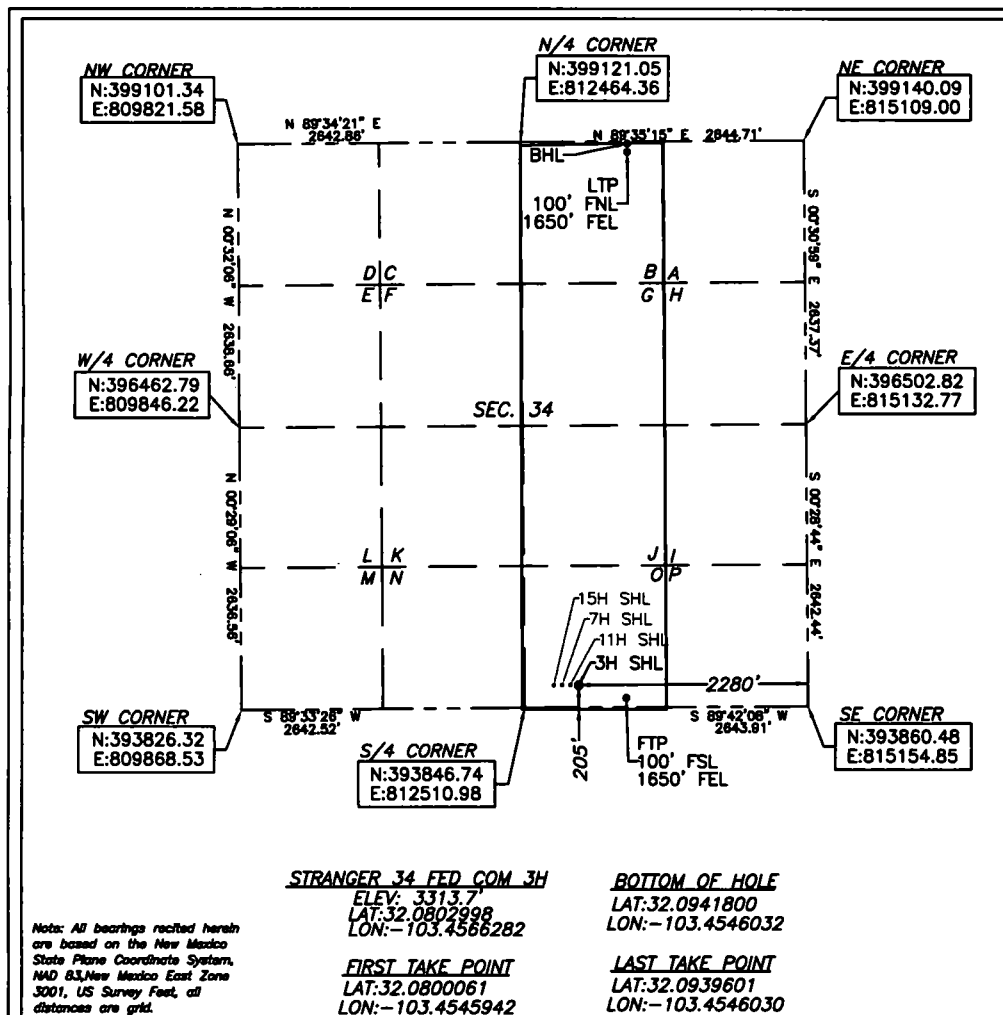 N/4 CORNER
N:399121.05
E:812464.36
NW CORNER
N:399101.34
E:809821.58
NE CORNER
N:399140.09
E:815109.00
N 89°34'21" E
2642.86'
N 89°35'15" E 2644.71'
BHL
LTP
100' FNL
1650' FEL
N 00°32'06" W 2638.66'
S 00°30'59" E 2637.37'
D C
E F
B A
G H
W/4 CORNER
N:396462.79
E:809846.22
E/4 CORNER
N:396502.82
E:815132.77
SEC. 34
N 00°29'06" W 2636.56'
S 00°28'44" E 2642.44'
L K
M N
J I
O P
15H SHL
7H SHL
11H SHL
3H SHL
2280'
205'
SW CORNER
N:393826.32
E:809868.53
S 89°33'26" W
2642.52'
S/4 CORNER
N:393846.74
E:812510.98
FTP
100' FSL
1650' FEL
S 89°42'08" W
2643.91'
SE CORNER
N:393860.48
E:815154.85
STRANGER 34 FED COM 3H
ELEV: 3313.7'
LAT:32.0802998
LON:-103.4566282
BOTTOM OF HOLE
LAT:32.0941800
LON:-103.4546032
FIRST TAKE POINT
LAT:32.0800061
LON:-103.4545942
LAST TAKE POINT
LAT:32.0939601
LON:-103.4546030
Note: All bearings recited herein
are based on the New Mexico
State Plane Coordinate System,
NAD 83,New Mexico East Zone
3001, US Survey Feet, all
distances are grid.